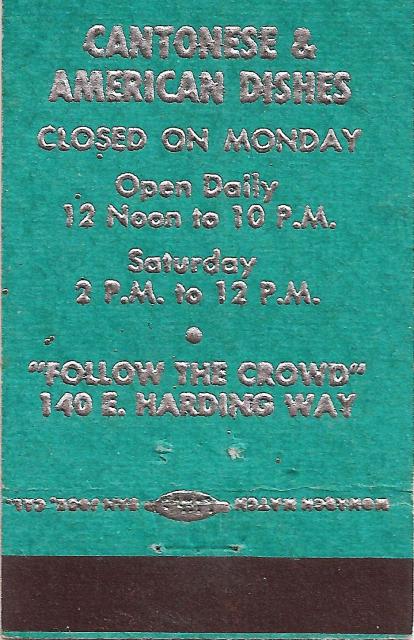 CANTONESE &
AMERICAN DISHES
CLOSED ON MONDAY
Open Daily
12 Noon to 10 P.M.
Saturday
2 P.M. to 12 P.M.
"FOLLOW THE CROWD"
140 E. HARDING WAY
MONARCH MATCH SAN JOSE, CAL.